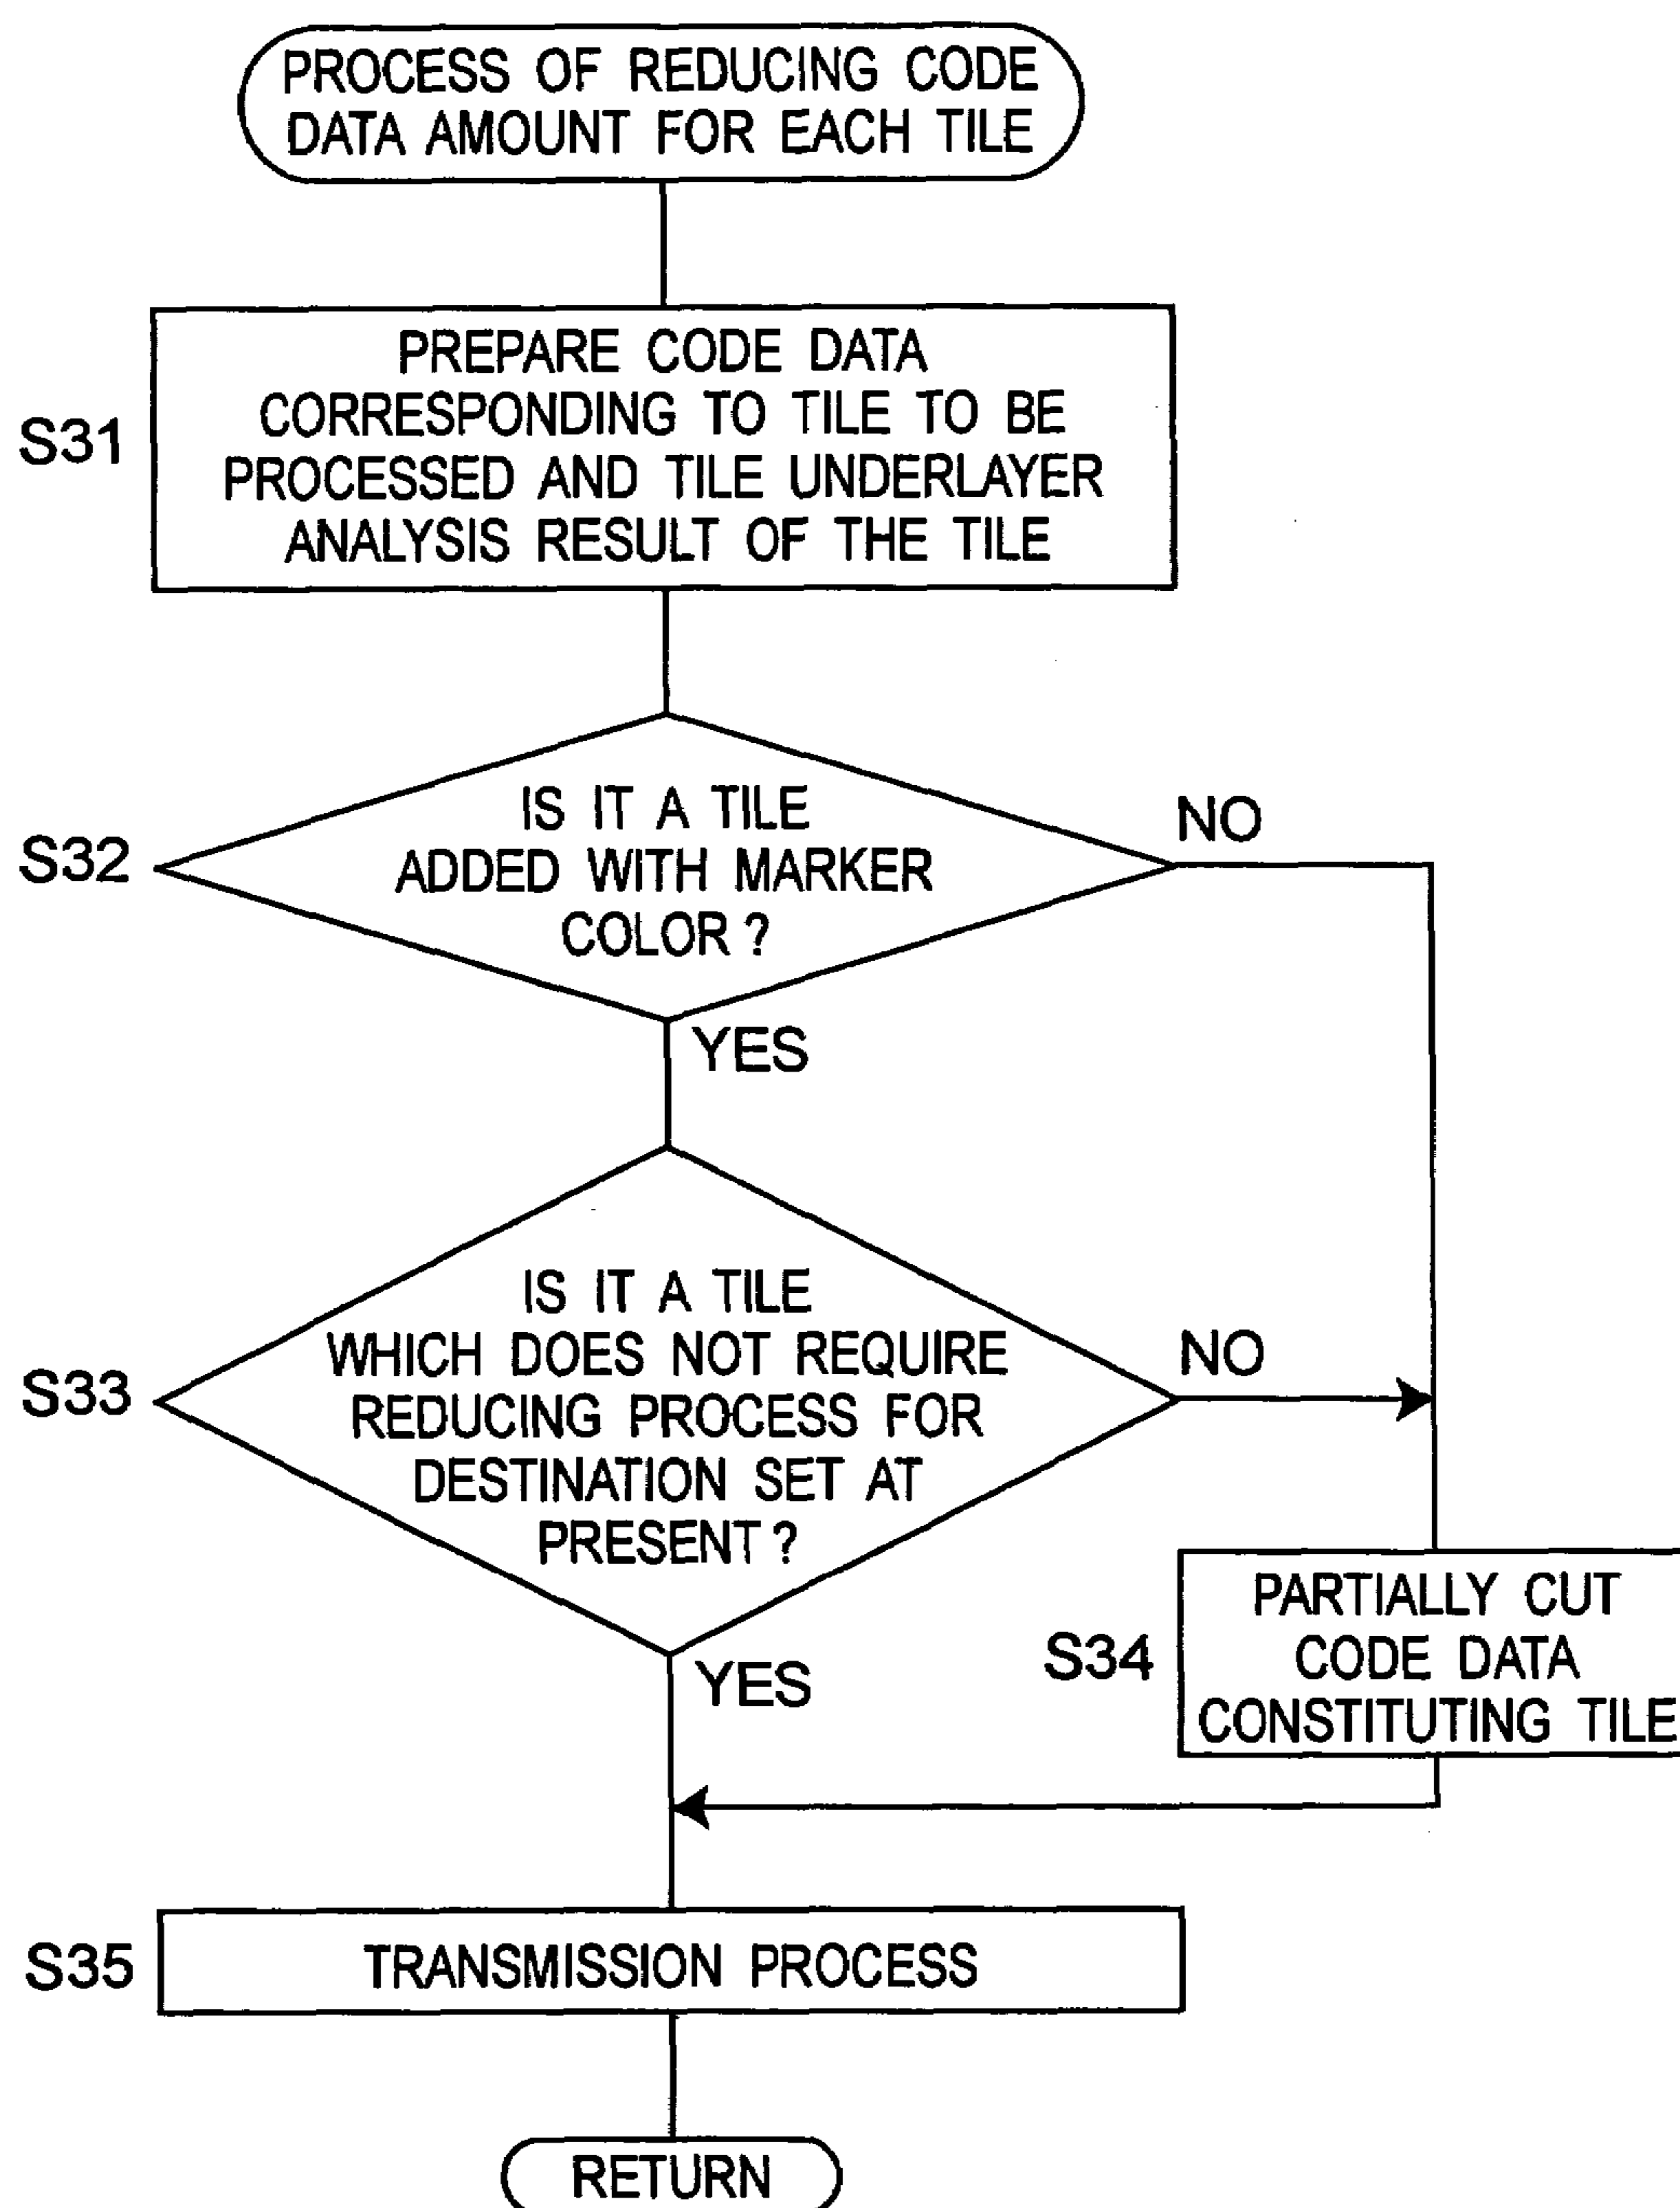 PROCESS OF REDUCING CODE
DATA AMOUNT FOR EACH TILE
S31
PREPARE CODE DATA
CORRESPONDING TO TILE TO BE
PROCESSED AND TILE UNDERLAYER
ANALYSIS RESULT OF THE TILE
S32
IS IT A TILE
ADDED WITH MARKER
COLOR ?
NO
YES
S33
IS IT A TILE
WHICH DOES NOT REQUIRE
REDUCING PROCESS FOR
DESTINATION SET AT
PRESENT ?
NO
YES
S34
PARTIALLY CUT
CODE DATA
CONSTITUTING TILE
S35
TRANSMISSION PROCESS
RETURN